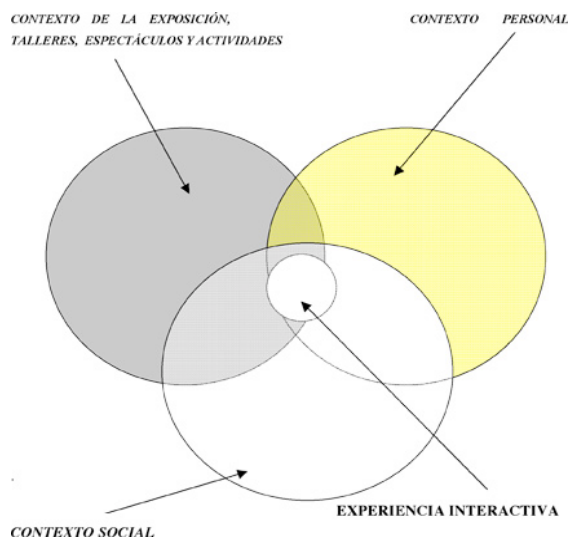 CONTEXTO DE LA EXPOSICIÓN,
TALLERES, ESPECTÁCULOS Y ACTIVIDADES
CONTEXTO PERSONAL
EXPERIENCIA INTERACTIVA
CONTEXTO SOCIAL